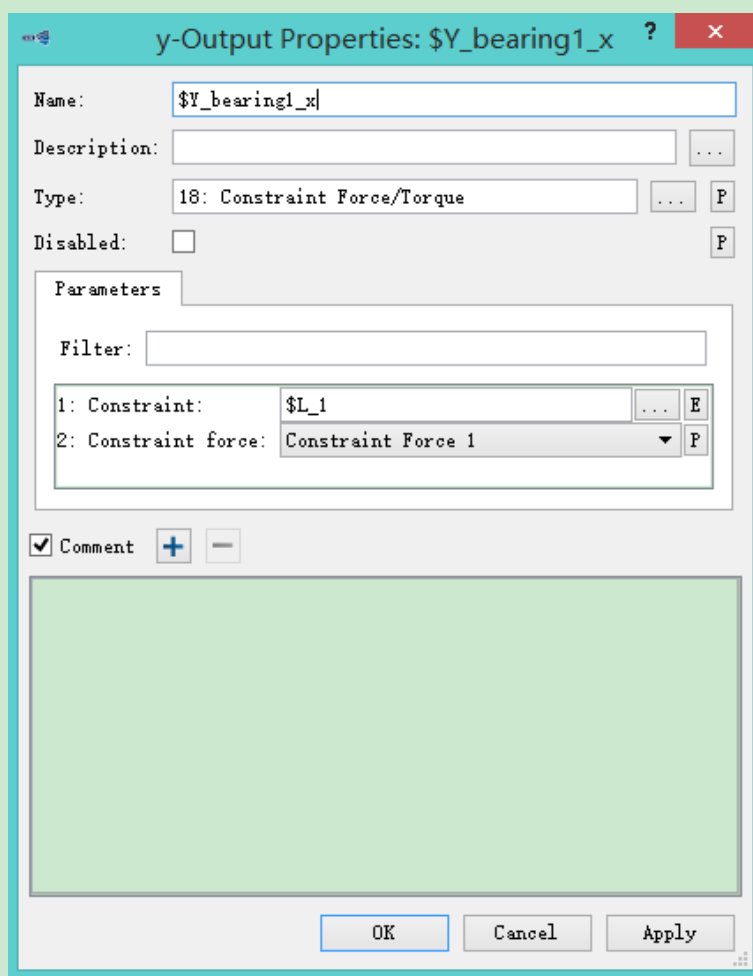 y-Output Properties: $Y_bearing1_x ? ×
Name: $Y_bearing1_x
Description: ...
Type: 18: Constraint Force/Torque ... P
Disabled: P
Parameters
Filter:
1: Constraint: $L_1 ... E
2: Constraint force: Constraint Force 1 P
Comment
OK Cancel Apply